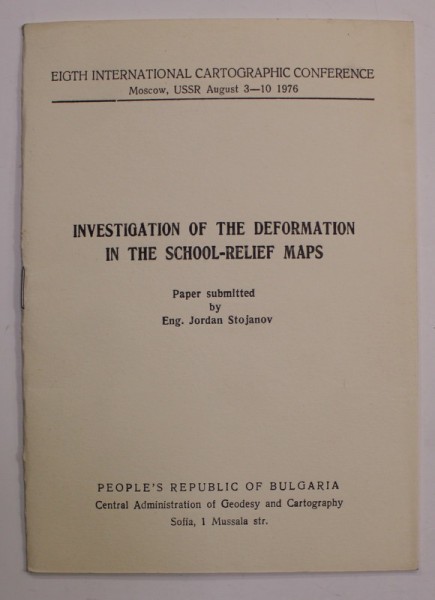 EIGTH INTERNATIONAL CARTOGRAPHIC CONFERENCE
Moscow, USSR August 3—10 1976
INVESTIGATION OF THE DEFORMATION
IN THE SCHOOL-RELIEF MAPS
Paper submitted
by
Eng. Jordan Stojanov
PEOPLE'S REPUBLIC OF BULGARIA
Central Administration of Geodesy and Cartography
Sofia, 1 Mussala str.